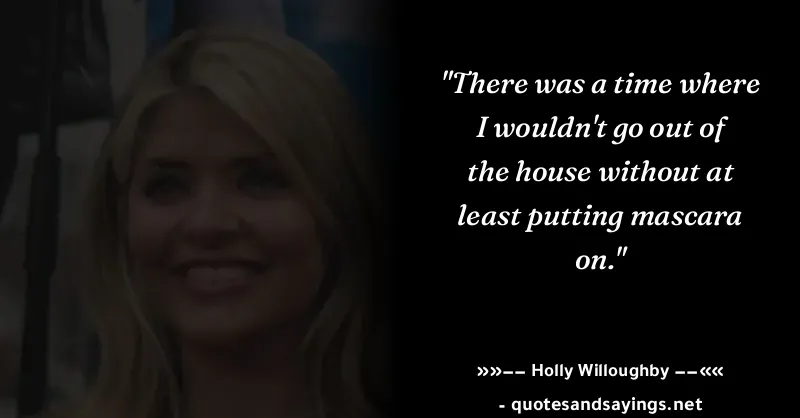 "There was a time where
I wouldn't go out of
the house without at
least putting mascara
on."
»»−− Holly Willoughby −−««
- quotesandsayings.net